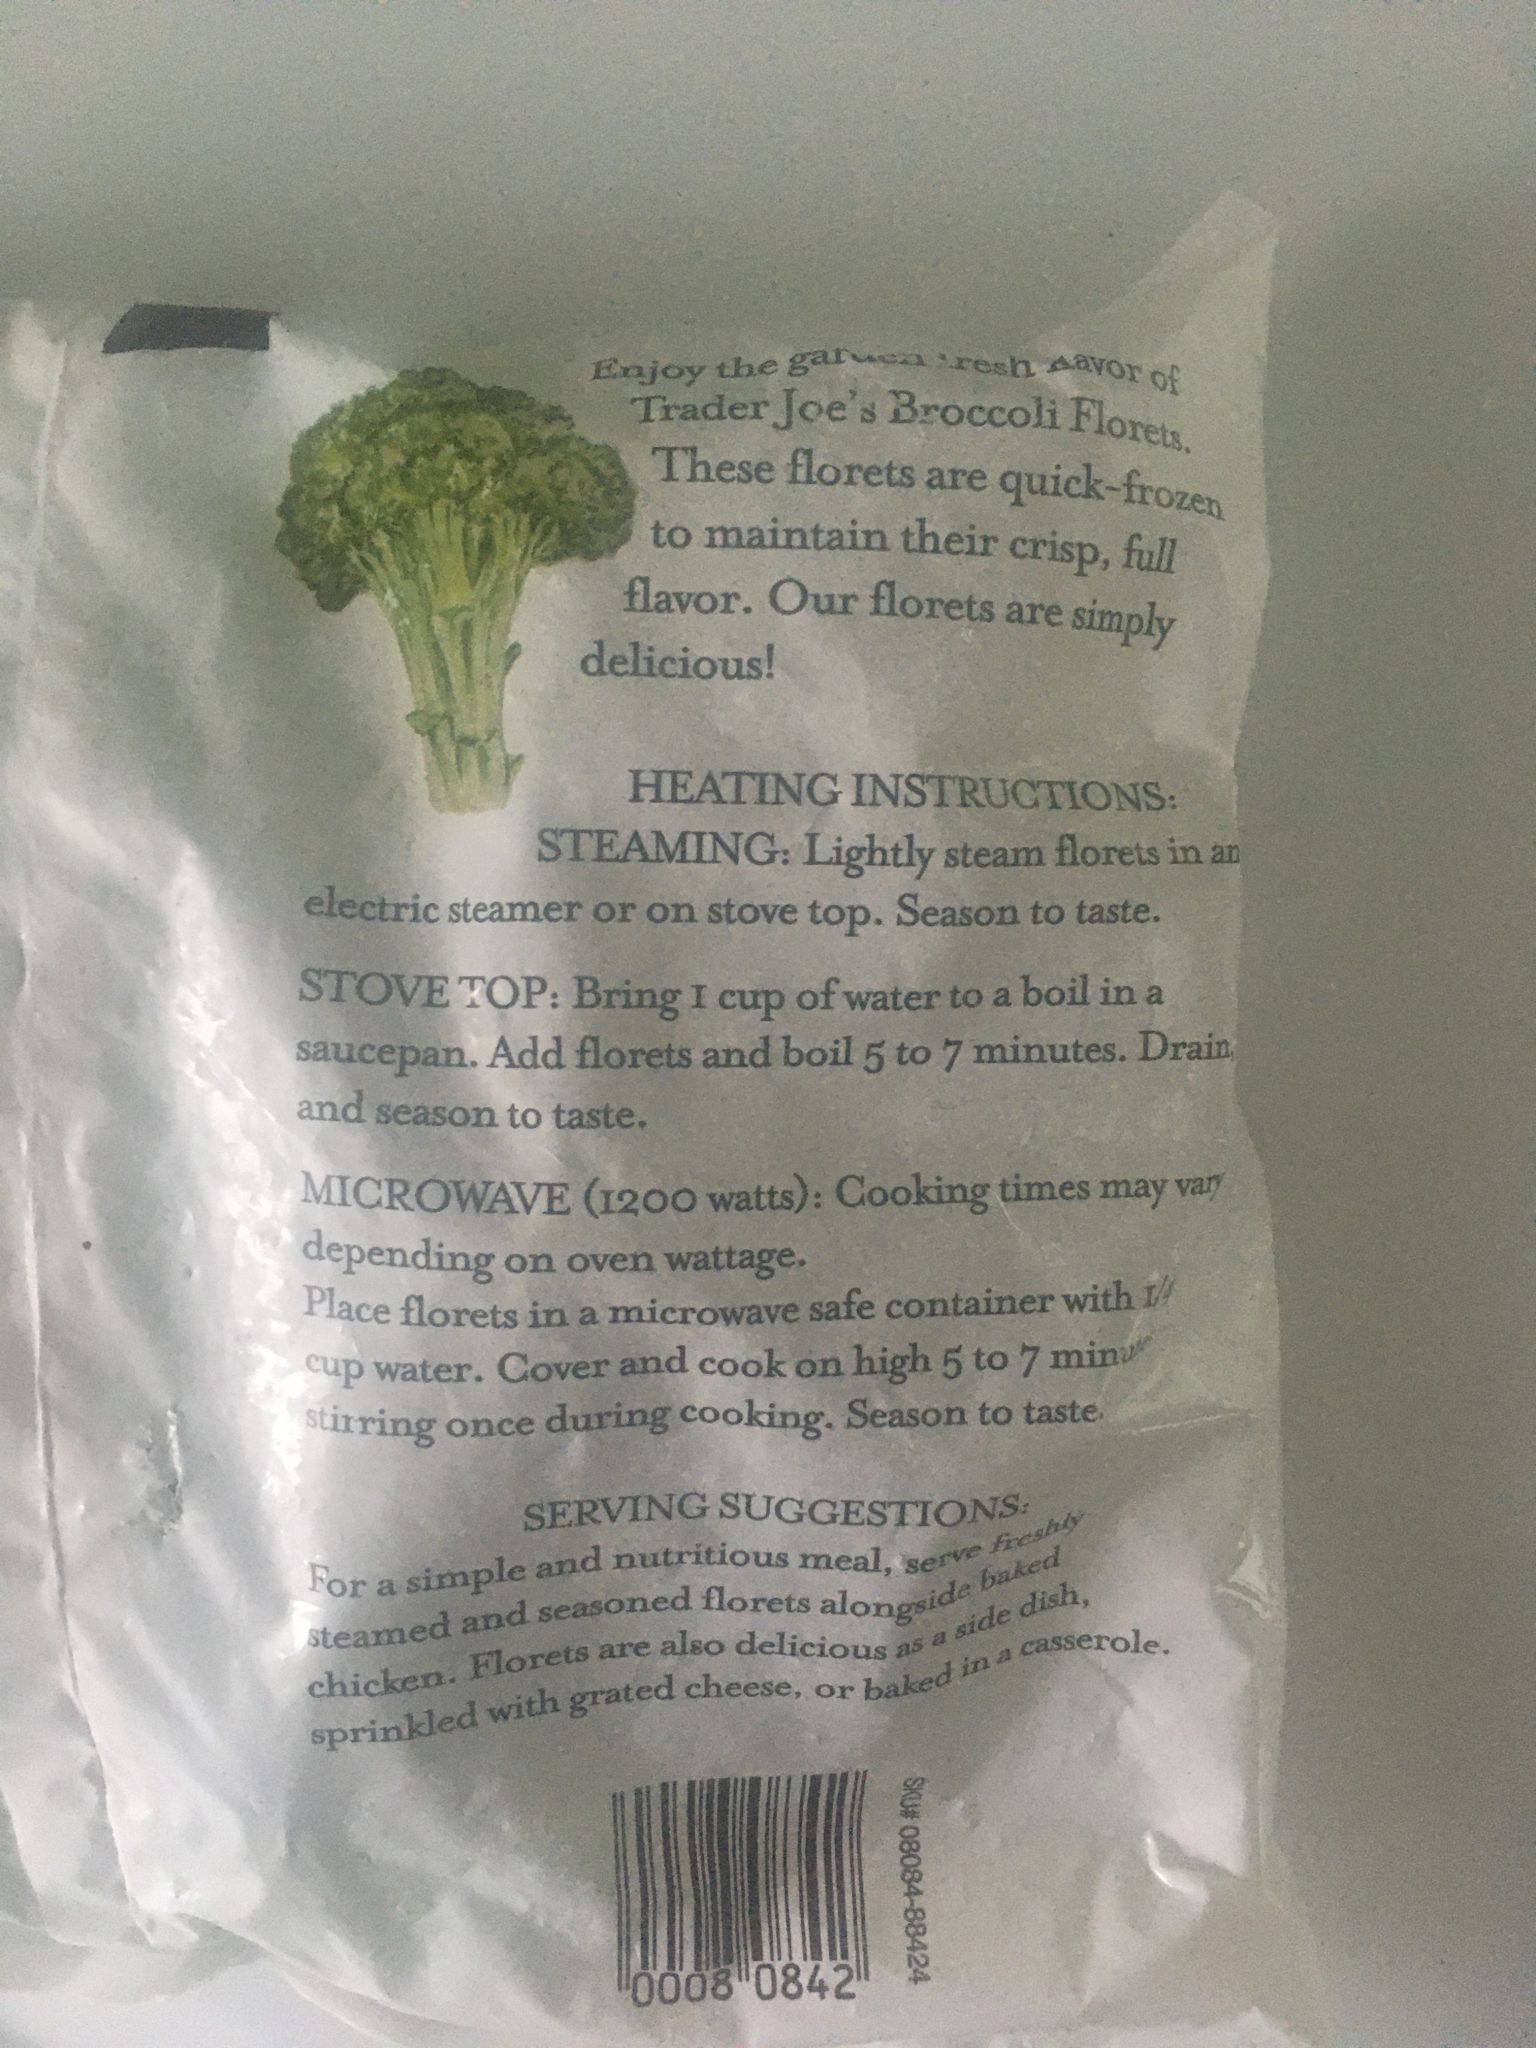 Enjoy the garden fresh flavor of
Trader Joe's Broccoli Florets.
These florets are quick-frozen
to maintain their crisp, full
flavor. Our florets are simply
delicious!
HEATING INSTRUCTIONS:
STEAMING: Lightly steam florets in an
electric steamer or on stove top. Season to taste.
STOVE TOP: Bring 1 cup of water to a boil in a
saucepan. Add florets and boil 5 to 7 minutes. Drain,
and season to taste.
MICROWAVE (1200 watts): Cooking times may vary
depending on oven wattage.
Place florets in a microwave safe container with 1/4
cup water. Cover and cook on high 5 to 7 minutes
stirring once during cooking. Season to taste.
SERVING SUGGESTIONS:
For a simple and nutritious meal, serve freshly
steamed and seasoned florets alongside baked
chicken. Florets are also delicious as a side dish,
sprinkled with grated cheese, or baked in a casserole.
SKU# 08084-88424
0008 0842